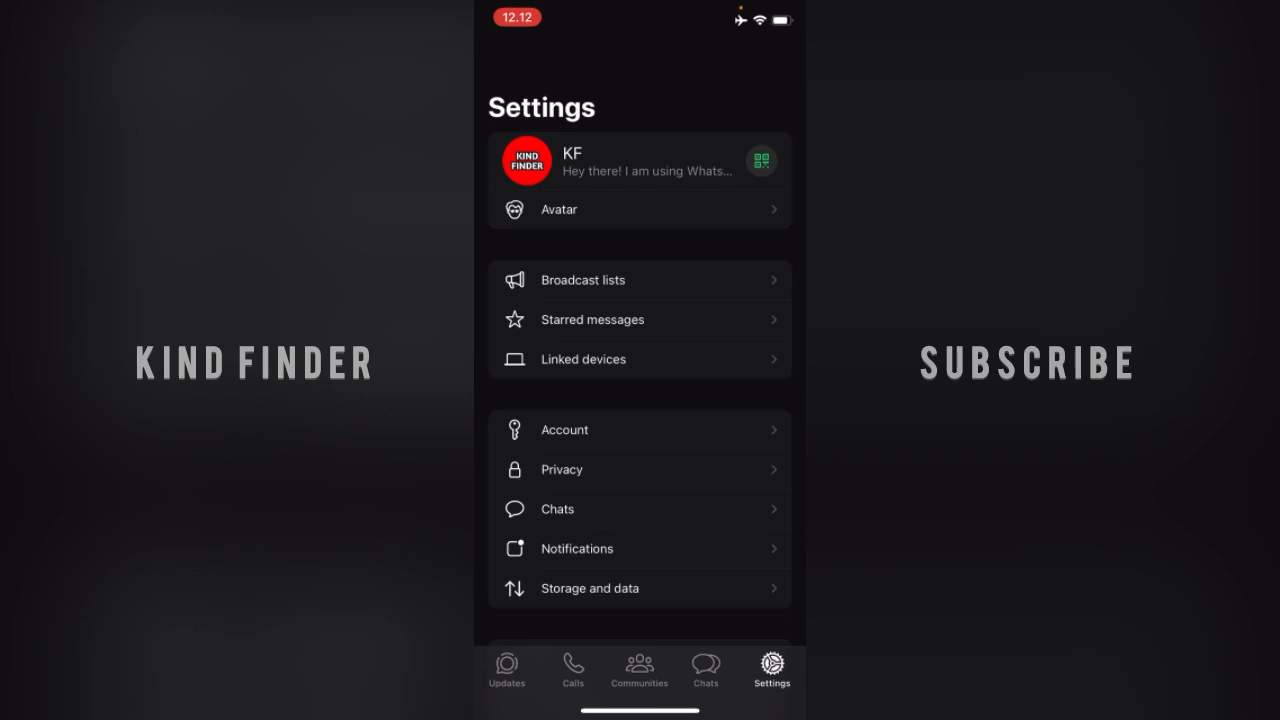 12.12
Settings
KIND
FINDER
KF
Hey there! I am using Whats...
Avatar
Broadcast lists
Starred messages
Linked devices
KIND FINDER
SUBSCRIBE
Account
Privacy
Chats
Notifications
Storage and data
Updates
Calls
Communities
Chats
Settings